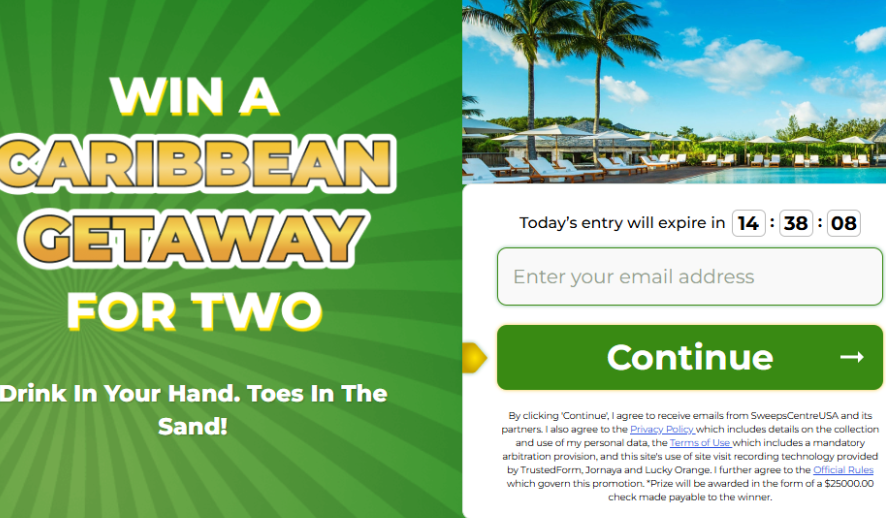 WIN A
CARIBBEAN
GETAWAY
FOR TWO
Drink In Your Hand. Toes In The
Sand!
Today's entry will expire in 14 : 38 : 08
Enter your email address
Continue →
By clicking 'Continue', I agree to receive emails from SweepsCentreUSA and its
partners. I also agree to the Privacy Policy which includes details on the collection
and use of my personal data, the Terms of Use which includes a mandatory
arbitration provision, and this site's use of site visit recording technology provided
by TrustedForm, Jornaya and Lucky Orange. I further agree to the Official Rules
which govern this promotion. *Prize will be awarded in the form of a $25000.00
check made payable to the winner.